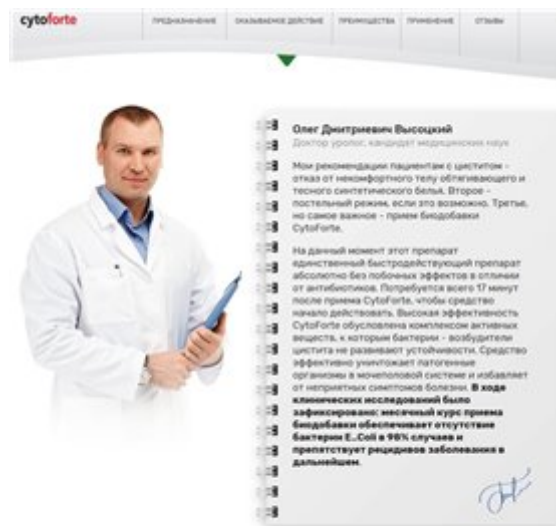 cytoforte
ПРЕДНАЗНАЧЕНИЕ ОКАЗЫВАЕМОЕ ДЕЙСТВИЕ ПРЕИМУЩЕСТВА ПРИМЕНЕНИЕ ОТЗЫВЫ
Олег Дмитриевич Высоцкий
Доктор уролог, кандидат медицинских наук
Мои рекомендации пациентам с циститом -
отказ от некомфортного телу обтягивающего и
тесного синтетического белья. Второе -
постельный режим, если это возможно. Третье,
но самое важное - прием биодобавки
CytoForte.
На данный момент этот препарат
единственный быстродействующий препарат
абсолютно без побочных эффектов в отличии
от антибиотиков. Потребуется всего 17 минут
после приема CytoForte, чтобы средство
начало действовать. Высокая эффективность
CytoForte обусловлена комплексом активных
веществ, к которым бактерии - возбудители
цистита не развивают устойчивости. Средство
эффективно уничтожает патогенные
организмы в мочеполовой системе и избавляет
от неприятных симптомов болезни. В ходе
клинических исследований было
зафиксировано: месячный курс приема
биодобавки обеспечивает отсутствие
бактерии E..Coli в 98% случаев и
препятствует рецидивов заболевания в
дальнейшем.